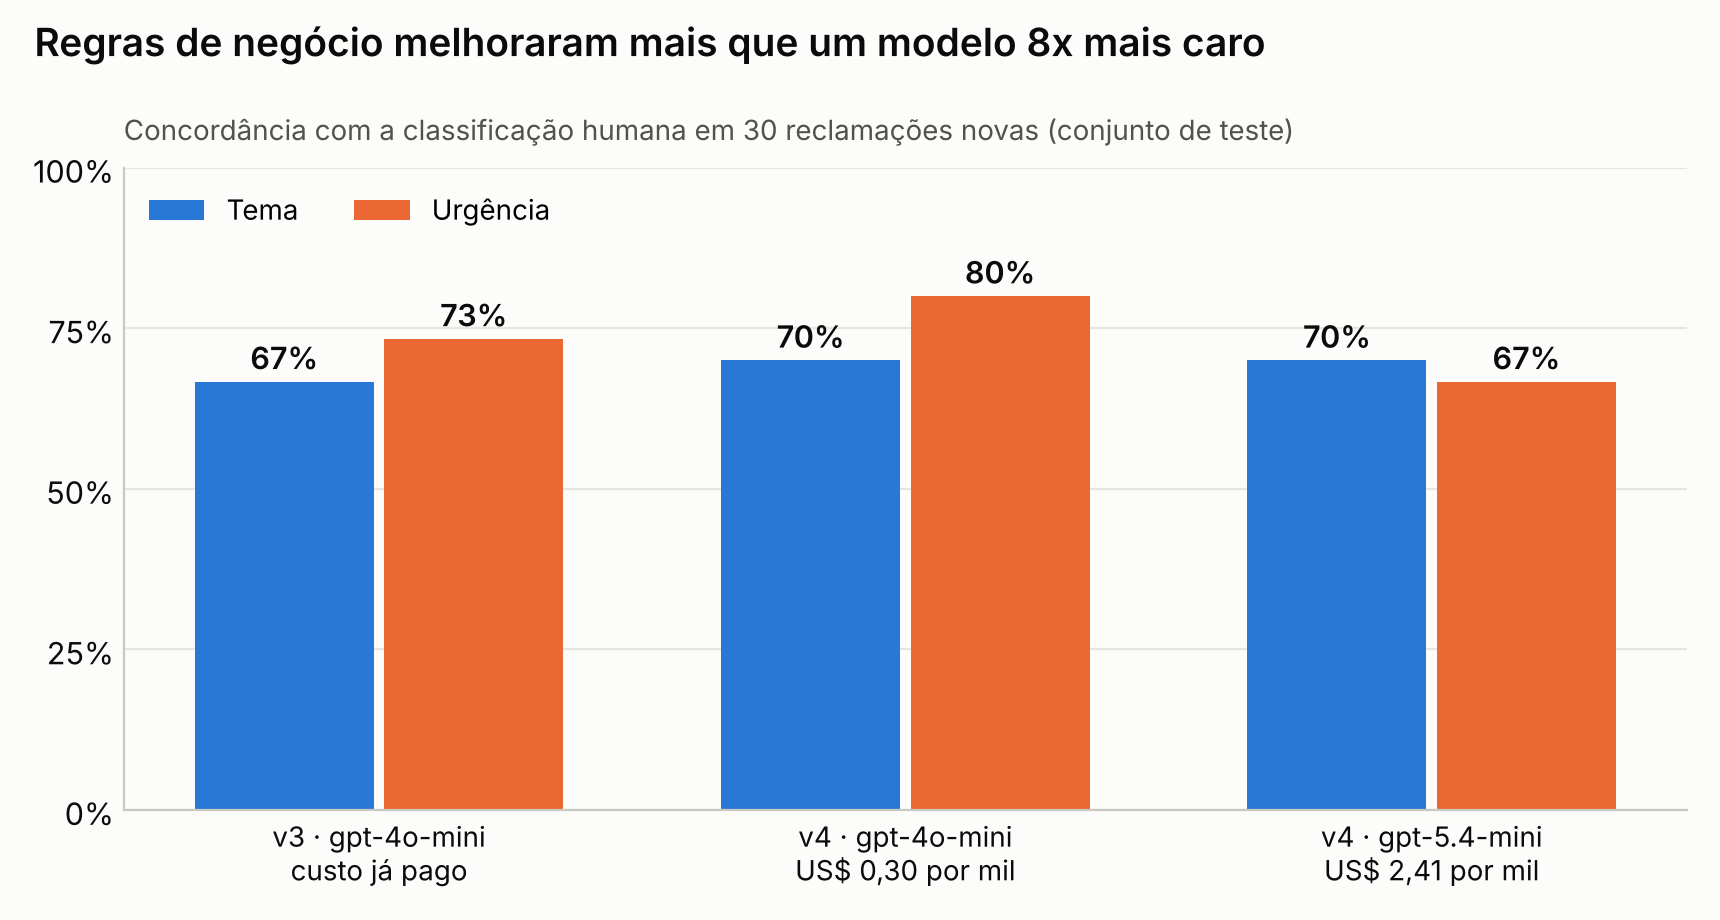 Regras de negócio melhoraram mais que um modelo 8x mais caro
Concordância com a classificação humana em 30 reclamações novas (conjunto de teste)
100%
Tema
Urgência
80%
75%
73%
70%
70%
67%
67%
50%
25%
0%
v3 · gpt-4o-mini
custo já pago
v4 · gpt-4o-mini
US$ 0,30 por mil
v4 · gpt-5.4-mini
US$ 2,41 por mil